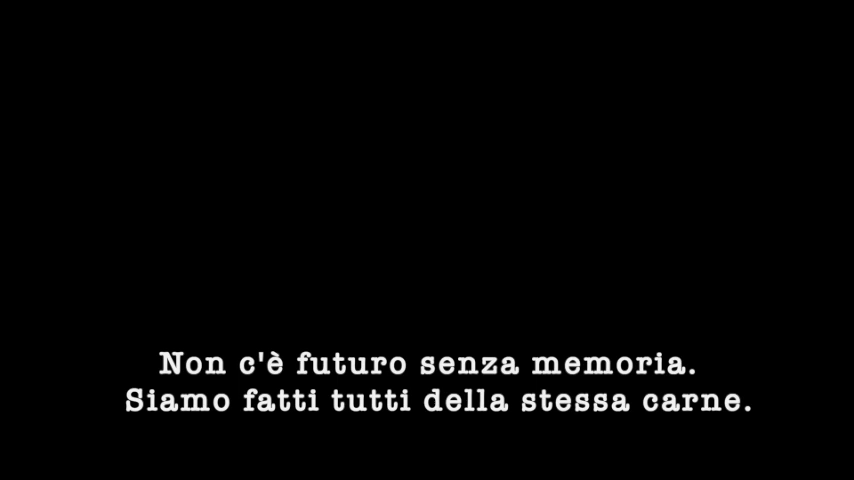 Non c'è futuro senza memoria.
Siamo fatti tutti della stessa carne.